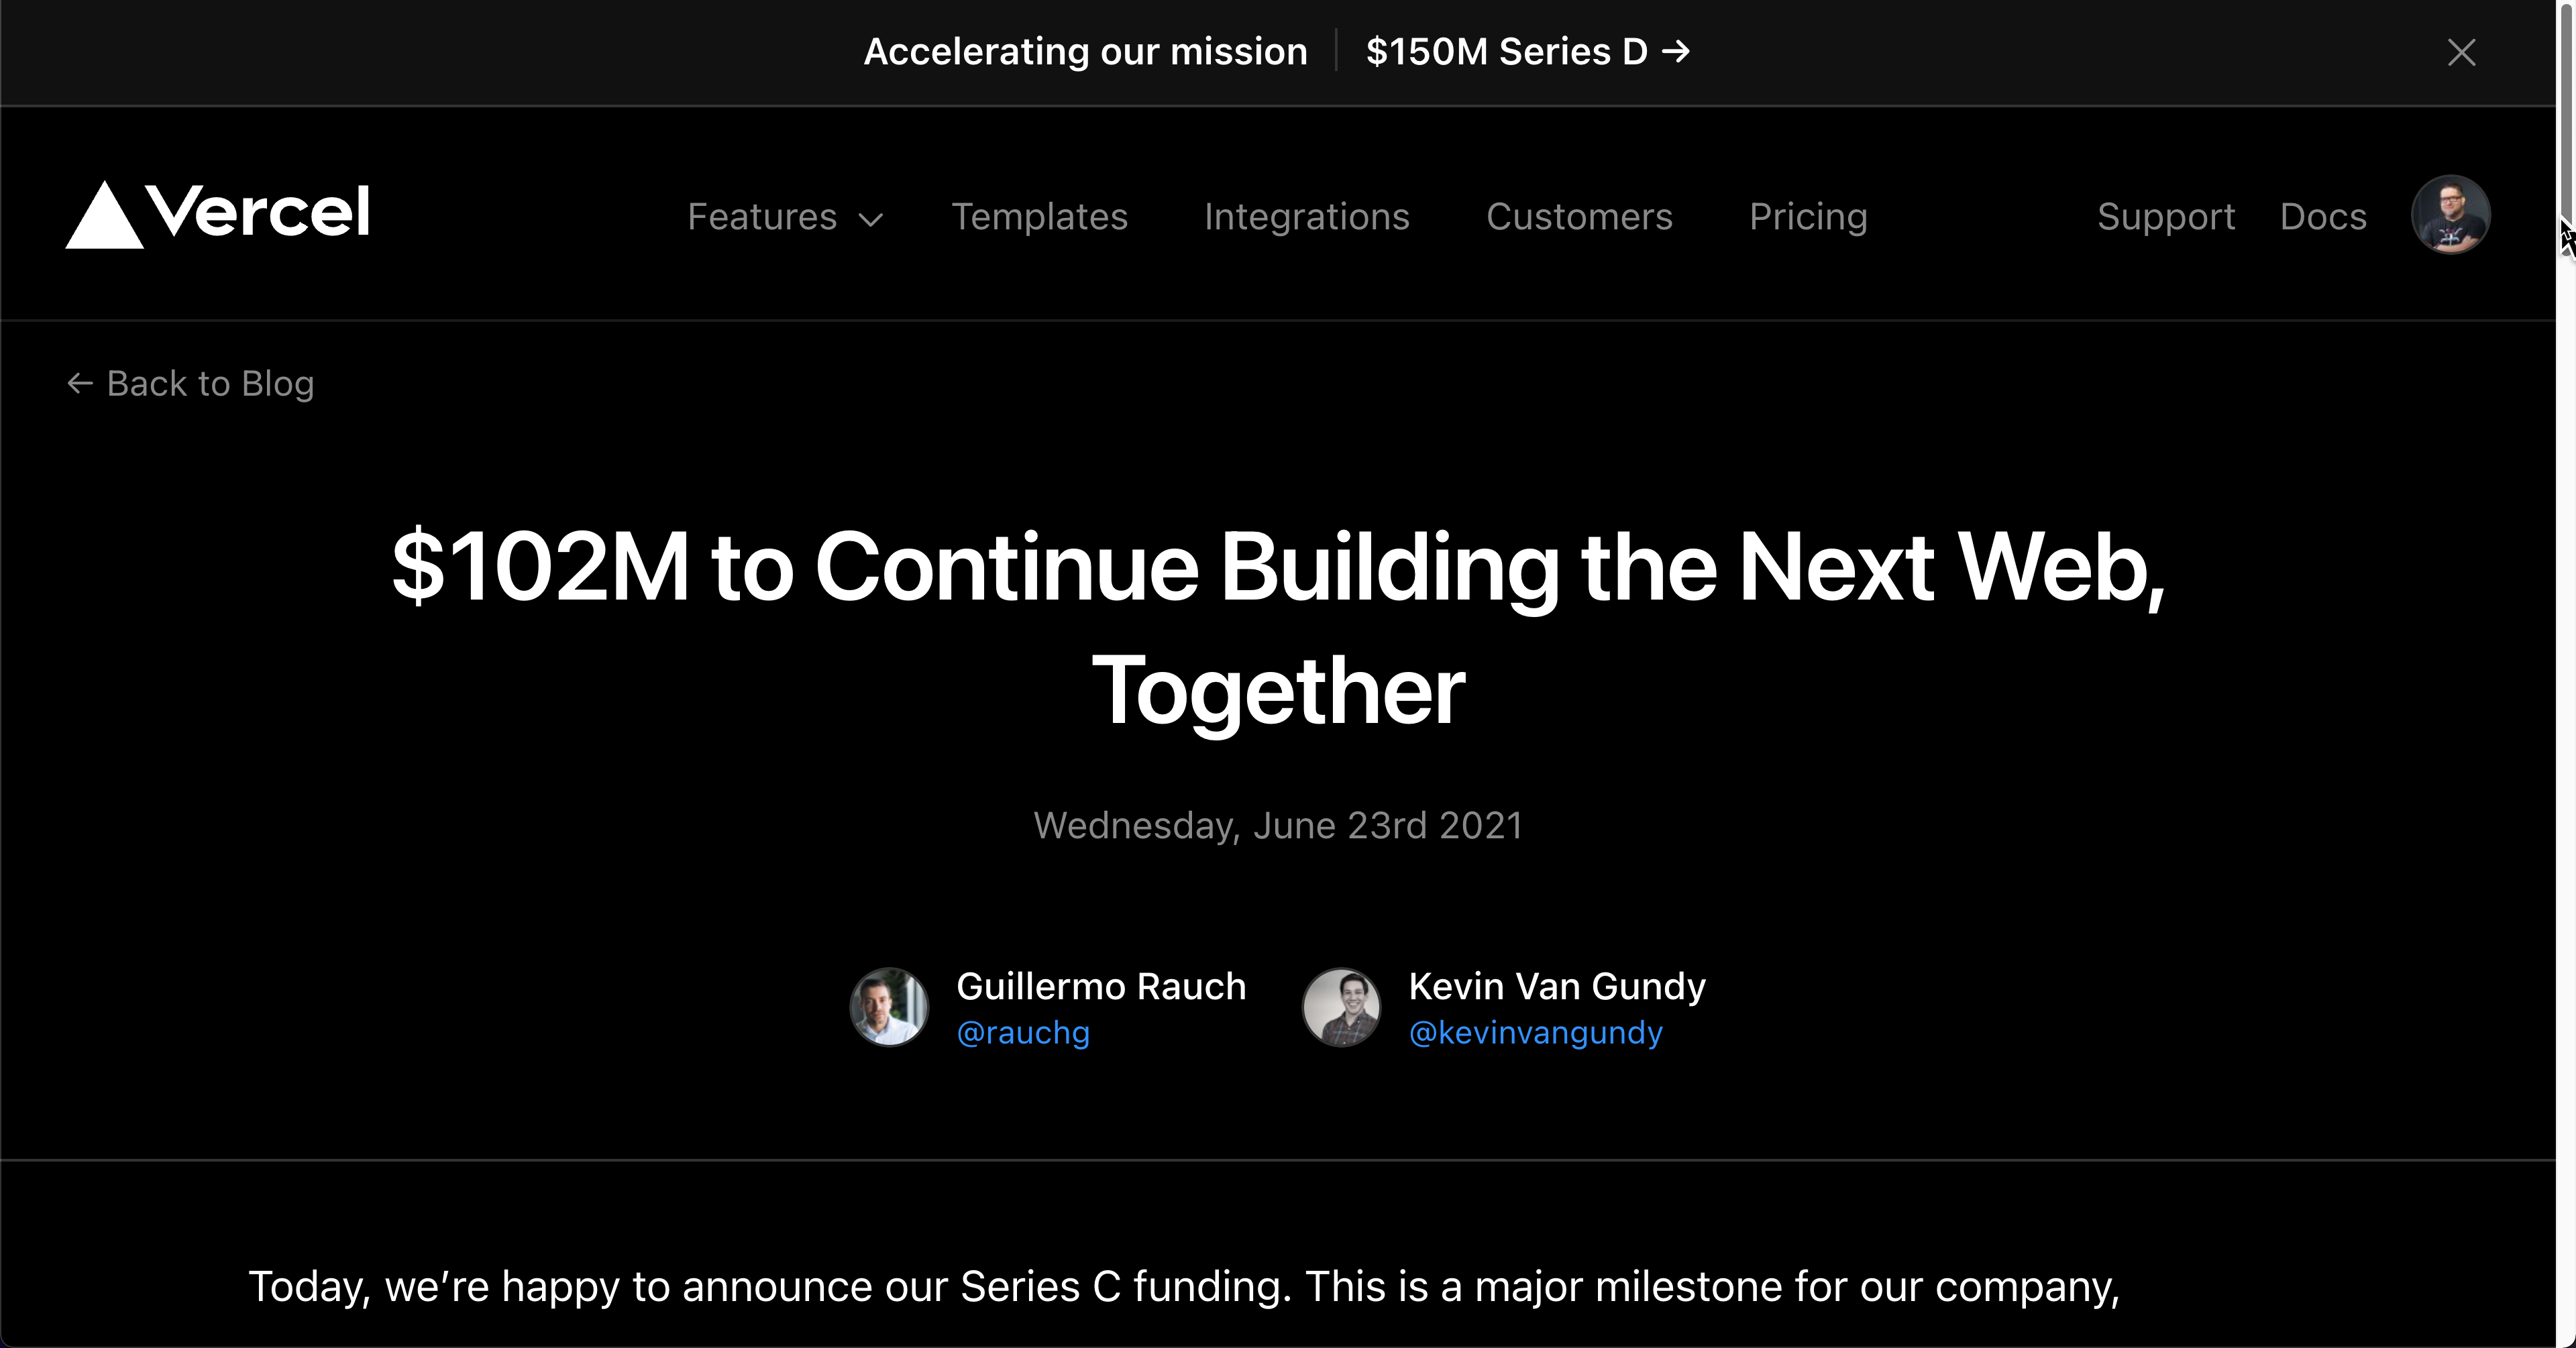 Accelerating our mission $150M Series D →
Vercel Features Templates Integrations Customers Pricing Support Docs
← Back to Blog
$102M to Continue Building the Next Web,
Together
Wednesday, June 23rd 2021
Guillermo Rauch
@rauchg
Kevin Van Gundy
@kevinvangundy
Today, we’re happy to announce our Series C funding. This is a major milestone for our company,